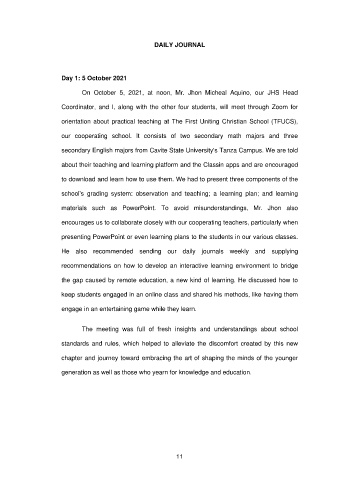 DAILY JOURNAL
Day 1: 5 October 2021
On October 5, 2021, at noon, Mr. Jhon Micheal Aquino, our JHS Head
Coordinator, and I, along with the other four students, will meet through Zoom for
orientation about practical teaching at The First Uniting Christian School (TFUCS),
our cooperating school. It consists of two secondary math majors and three
secondary English majors from Cavite State University's Tanza Campus. We are told
about their teaching and learning platform and the Classin apps and are encouraged
to download and learn how to use them. We had to present three components of the
school's grading system: observation and teaching; a learning plan; and learning
materials such as PowerPoint. To avoid misunderstandings, Mr. Jhon also
encourages us to collaborate closely with our cooperating teachers, particularly when
presenting PowerPoint or even learning plans to the students in our various classes.
He also recommended sending our daily journals weekly and supplying
recommendations on how to develop an interactive learning environment to bridge
the gap caused by remote education, a new kind of learning. He discussed how to
keep students engaged in an online class and shared his methods, like having them
engage in an entertaining game while they learn.
The meeting was full of fresh insights and understandings about school
standards and rules, which helped to alleviate the discomfort created by this new
chapter and journey toward embracing the art of shaping the minds of the younger
generation as well as those who yearn for knowledge and education.
11